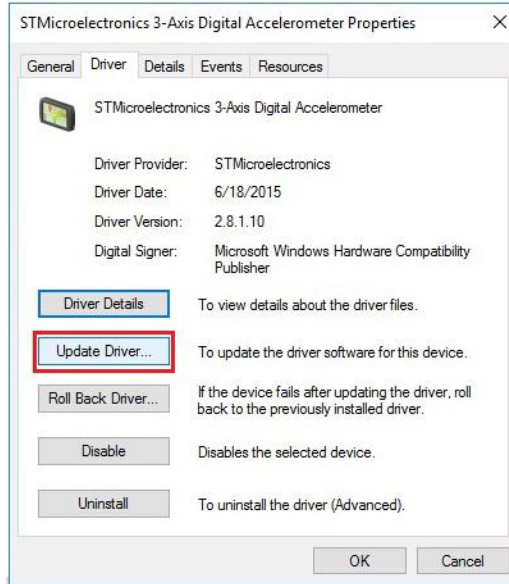 STMicroelectronics 3-Axis Digital Accelerometer Properties
General Driver Details Events Resources
STMicroelectronics 3-Axis Digital Accelerometer
Driver Provider: STMicroelectronics
Driver Date: 6/18/2015
Driver Version: 2.8.1.10
Digital Signer: Microsoft Windows Hardware Compatibility
Publisher
Driver Details To view details about the driver files.
Update Driver... To update the driver software for this device.
Roll Back Driver... If the device fails after updating the driver, roll
back to the previously installed driver.
Disable Disables the selected device.
Uninstall To uninstall the driver (Advanced).
OK Cancel